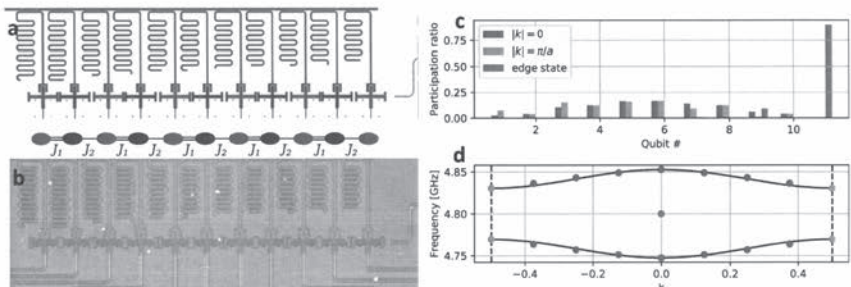 a
J₁ J₂ J₁ J₂ J₁ J₂ J₁ J₂ J₁ J₂
b
c
Participation ratio
0.75
0.50
0.25
0.00
|k| = 0
|k| = π/a
edge state
2 4 6 8 10
Qubit #
d
Frequency [GHz]
4.85
4.80
4.75
−0.4 −0.2 0.0 0.2 0.4